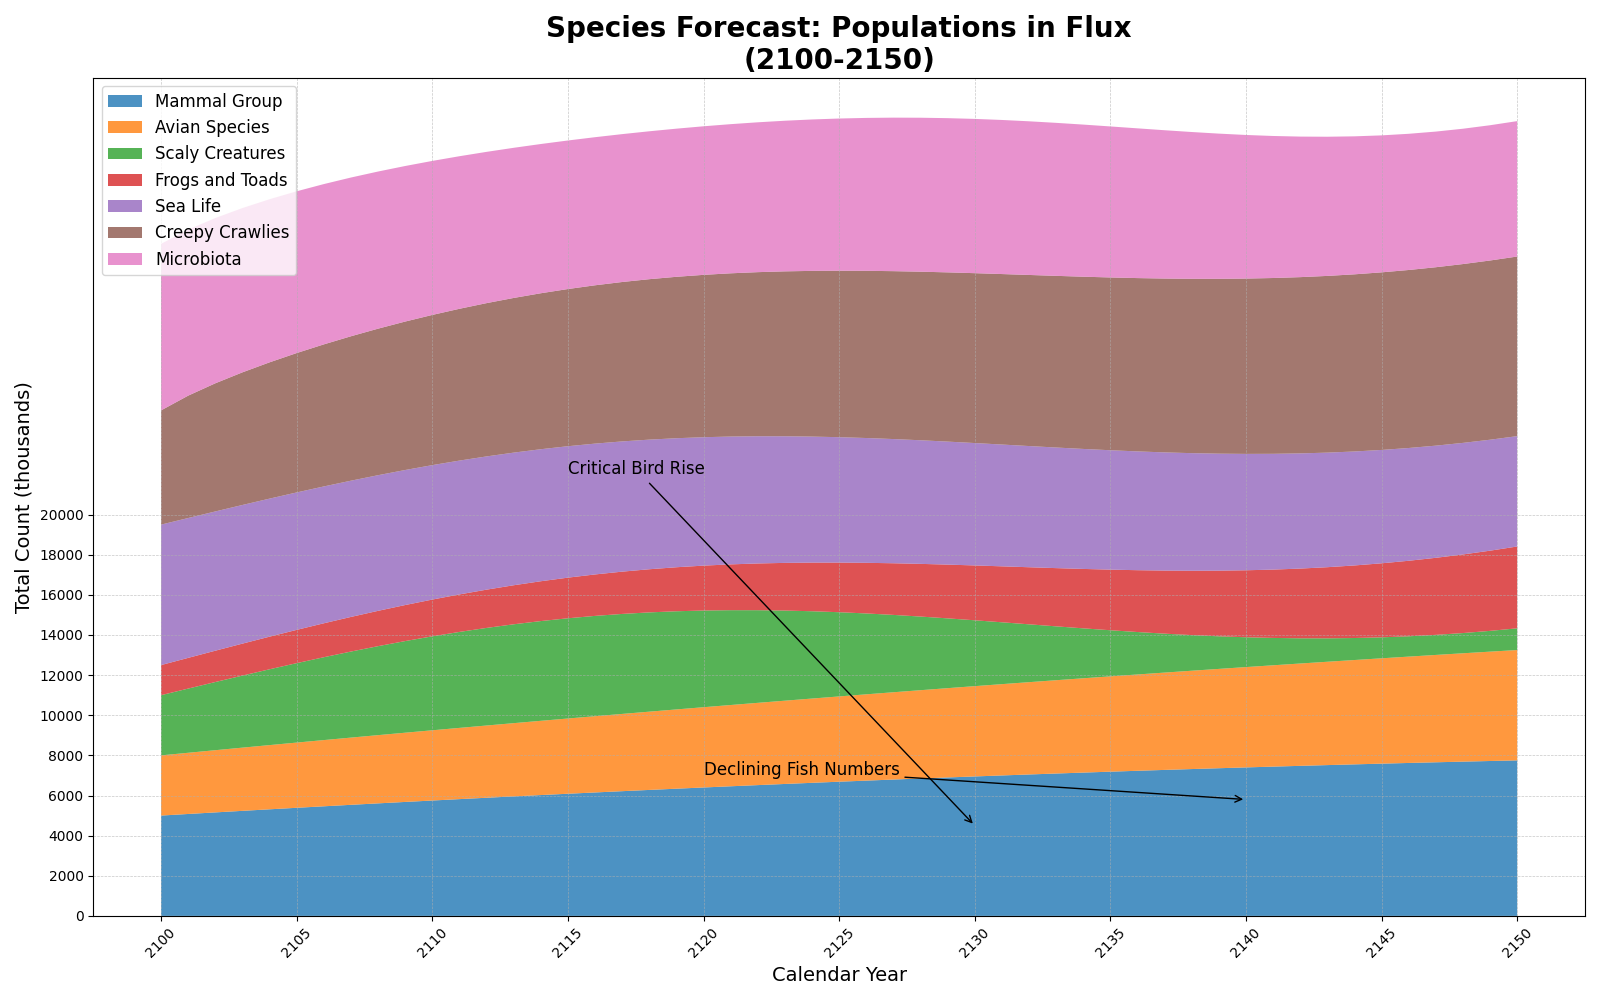 Species Forecast: Populations in Flux
(2100-2150)
Mammal Group
Avian Species
Scaly Creatures
Frogs and Toads
Sea Life
Creepy Crawlies
Microbiota
Total Count (thousands)
20000
18000
16000
14000
12000
10000
8000
6000
4000
2000
0
Critical Bird Rise
Declining Fish Numbers
2100
2105
2110
2115
2120
2125
2130
2135
2140
2145
2150
Calendar Year